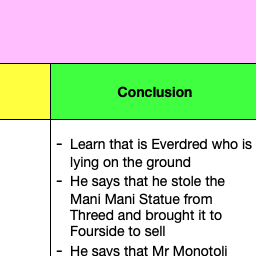 Conclusion
- Learn that is Everdred who is
lying on the ground
- He says that he stole the
Mani Mani Statue from
Threed and brought it to
Fourside to sell
- He says that Mr Monotoli